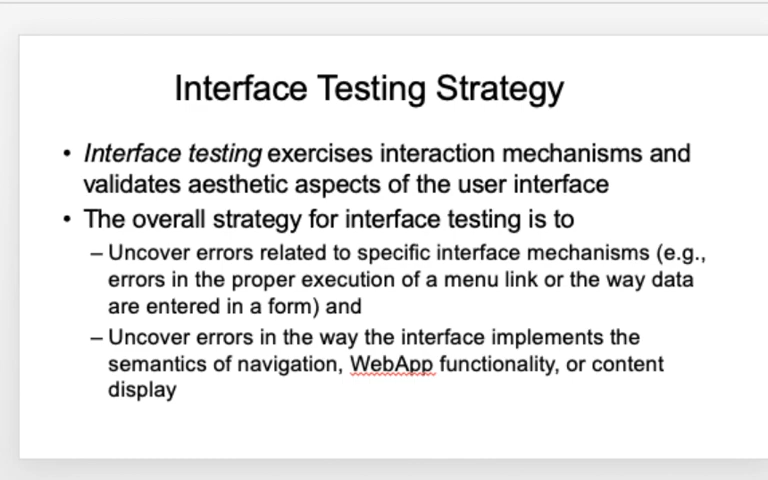 Interface Testing Strategy
• Interface testing exercises interaction mechanisms and
validates aesthetic aspects of the user interface
• The overall strategy for interface testing is to
– Uncover errors related to specific interface mechanisms (e.g.,
errors in the proper execution of a menu link or the way data
are entered in a form) and
– Uncover errors in the way the interface implements the
semantics of navigation, WebApp functionality, or content
display